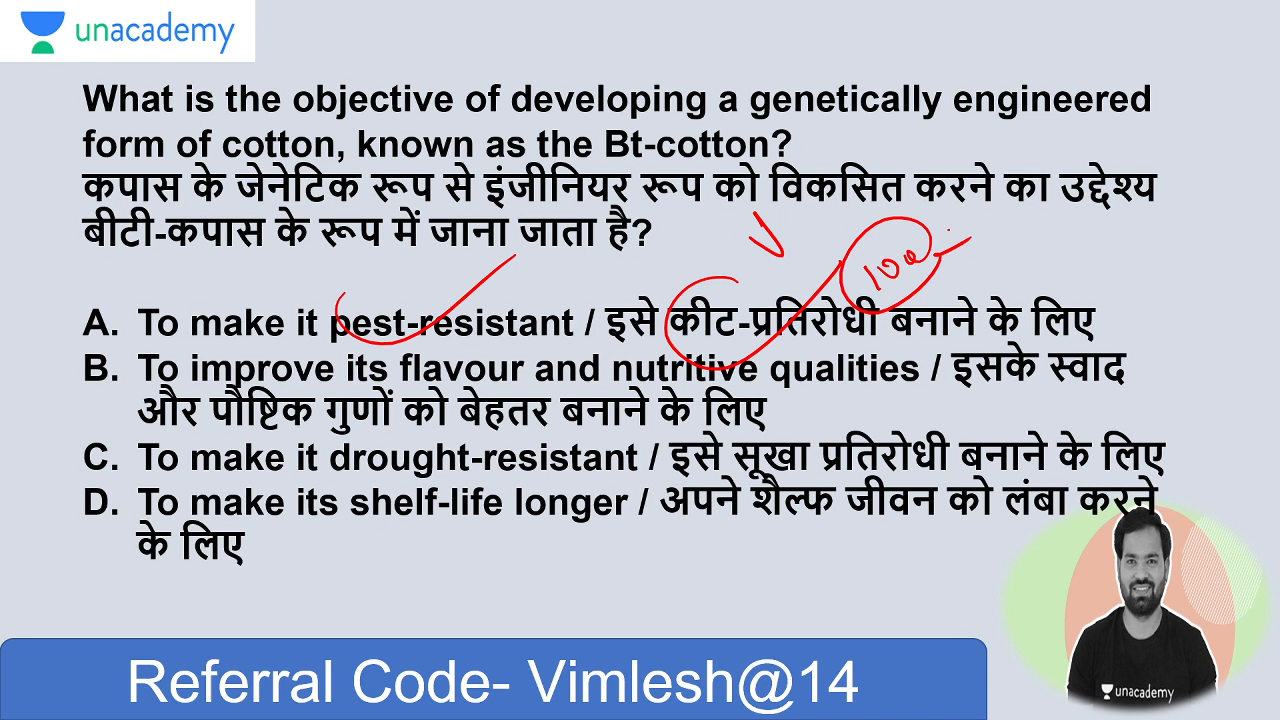 unacademy
What is the objective of developing a genetically engineered
form of cotton, known as the Bt-cotton?
कपास के जेनेटिक रूप से इंजीनियर रूप को विकसित करने का उद्देश्य
बीटी-कपास के रूप में जाना जाता है?
A. To make it pest-resistant / इसे कीट-प्रतिरोधी बनाने के लिए
B. To improve its flavour and nutritive qualities / इसके स्वाद
और पौष्टिक गुणों को बेहतर बनाने के लिए
C. To make it drought-resistant / इसे सूखा प्रतिरोधी बनाने के लिए
D. To make its shelf-life longer / अपने शैल्फ जीवन को लंबा करने
के लिए
unacademy
Referral Code- Vimlesh@14